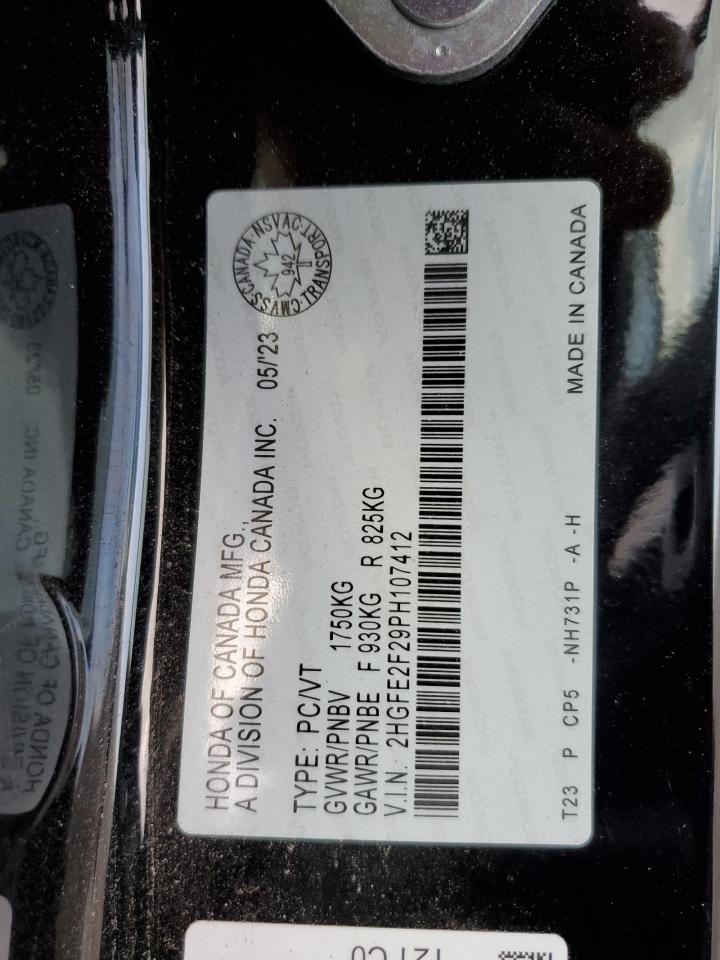 HONDA OF CANADA MFG.,
A DIVISION OF HONDA CANADA INC. 05/'23
CANADA·NSVAC·TRANSPORT·CMVSS
942
TYPE: PC/VT
GVWR/PNBV 1750KG
GAWR/PNBE F 930KG R 825KG
V.I.N. 2HGFE2F29PH107412
T23 P CP5 -NH731P -A -H MADE IN CANADA